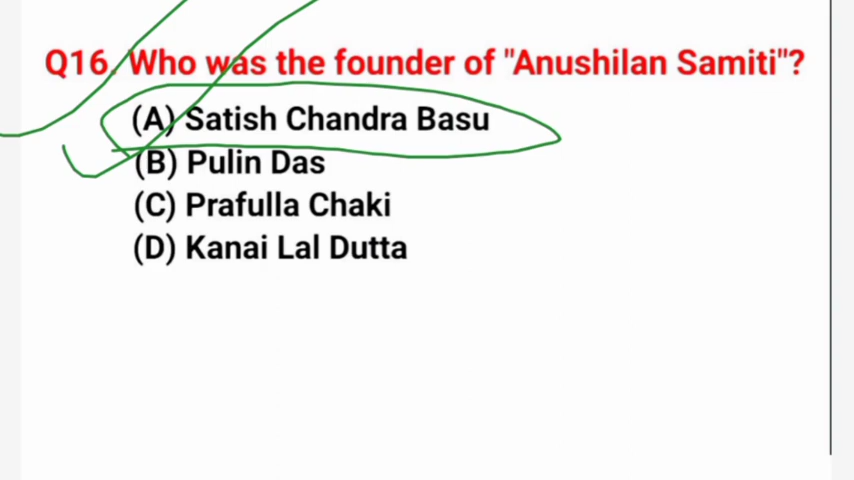 Q16. Who was the founder of "Anushilan Samiti"?
(A) Satish Chandra Basu
(B) Pulin Das
(C) Prafulla Chaki
(D) Kanai Lal Dutta